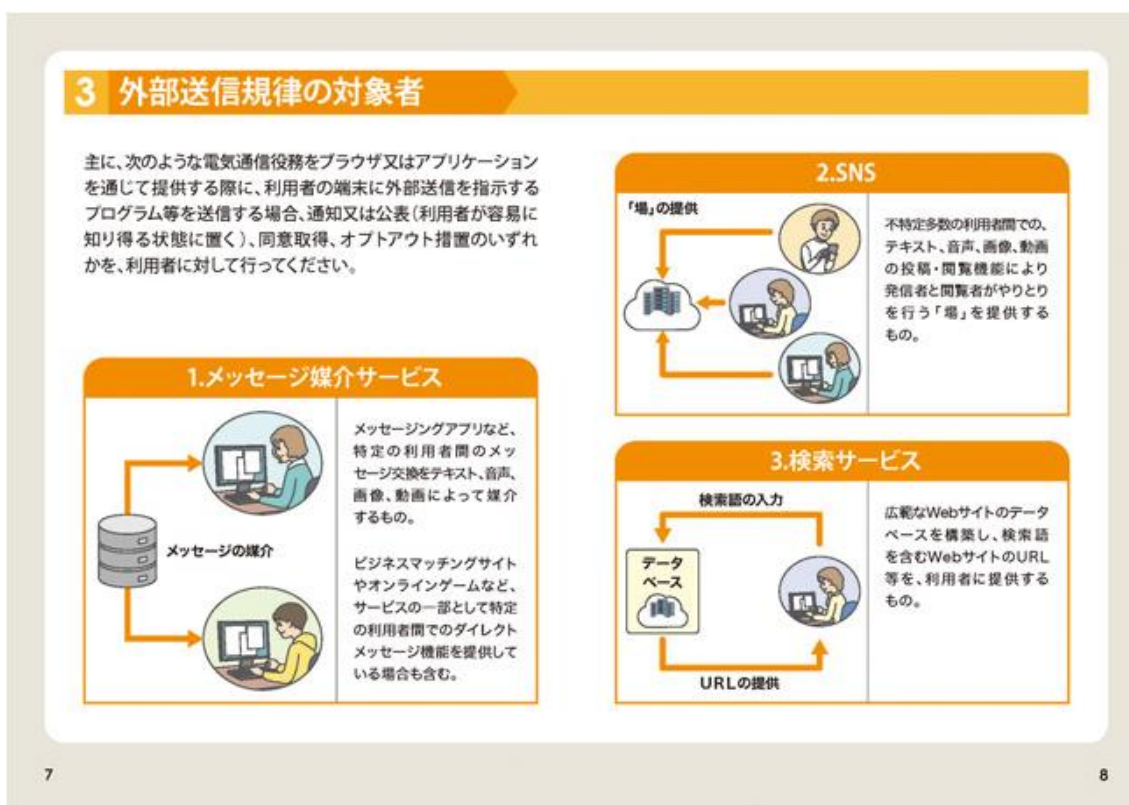 3 外部送信規律の対象者
主に、次のような電気通信役務をブラウザ又はアプリケーション
を通じて提供する際に、利用者の端末に外部送信を指示する
プログラム等を送信する場合、通知又は公表（利用者が容易に
知り得る状態に置く）、同意取得、オプトアウト措置のいずれ
かを、利用者に対して行ってください。
1.メッセージ媒介サービス
メッセージの媒介
メッセージングアプリなど、
特定の利用者間のメッ
セージ交換をテキスト、音声、
画像、動画によって媒介
するもの。
ビジネスマッチングサイト
やオンラインゲームなど、
サービスの一部として特定
の利用者間でのダイレクト
メッセージ機能を提供して
いる場合も含む。
2.SNS
「場」の提供
不特定多数の利用者間での、
テキスト、音声、画像、動画
の投稿・閲覧機能により
発信者と閲覧者がやりとり
を行う「場」を提供する
もの。
3.検索サービス
検索語の入力
データ
ベース
URLの提供
広範なWebサイトのデータ
ベースを構築し、検索語
を含むWebサイトのURL
等を、利用者に提供する
もの。
7
8